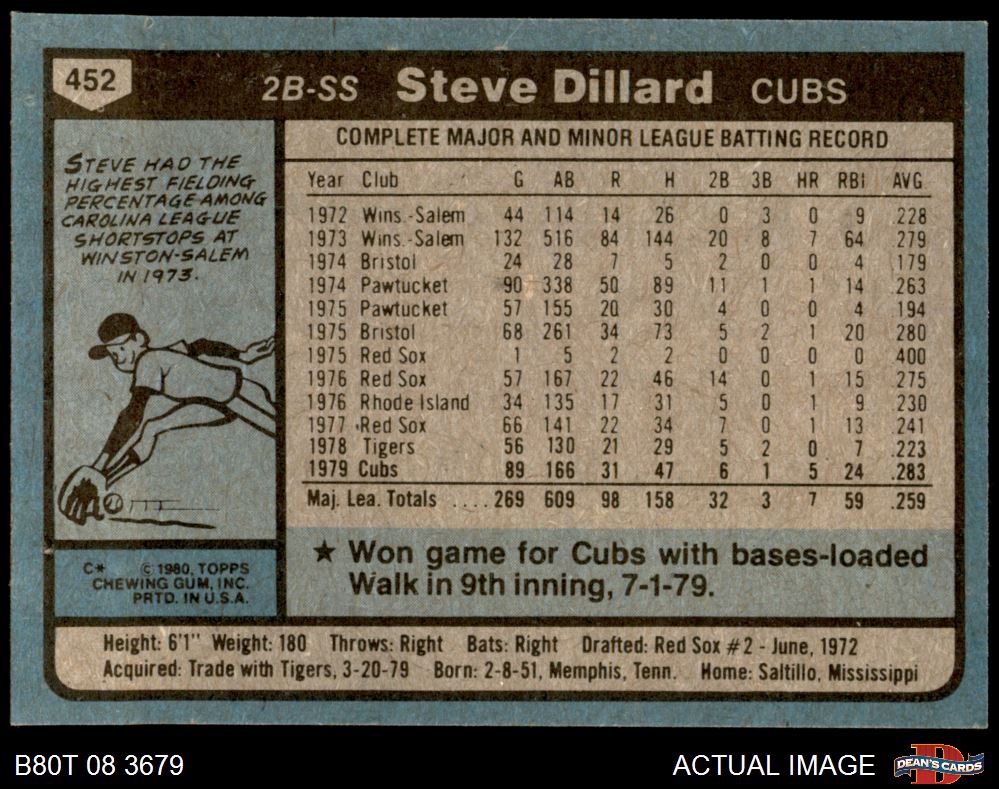 452
2B-SS Steve Dillard CUBS
STEVE HAD THE
HIGHEST FIELDING
PERCENTAGE AMONG
CAROLINA LEAGUE
SHORTSTOPS AT
WINSTON-SALEM
IN 1973.
COMPLETE MAJOR AND MINOR LEAGUE BATTING RECORD
Year Club G AB R H 2B 3B HR RBI AVG
1972 Wins.-Salem 44 114 14 26 0 3 0 9 .228
1973 Wins.-Salem 132 516 84 144 20 8 7 64 .279
1974 Bristol 24 28 7 5 2 0 0 4 .179
1974 Pawtucket 90 338 50 89 11 1 1 14 .263
1975 Pawtucket 57 155 20 30 4 0 0 4 .194
1975 Bristol 68 261 34 73 5 2 1 20 .280
1975 Red Sox 1 5 2 2 0 0 0 0 .400
1976 Red Sox 57 167 22 46 14 0 1 15 .275
1976 Rhode Island 34 135 17 31 5 0 1 9 .230
1977 Red Sox 66 141 22 34 7 0 1 13 .241
1978 Tigers 56 130 21 29 5 2 0 7 .223
1979 Cubs 89 166 31 47 6 1 5 24 .283
Maj. Lea. Totals ....269 609 98 158 32 3 7 59 .259
★ Won game for Cubs with bases-loaded
Walk in 9th inning, 7-1-79.
C* © 1980, TOPPS
CHEWING GUM, INC.
PRTD. IN U.S.A.
Height: 6'1" Weight: 180 Throws: Right Bats: Right Drafted: Red Sox #2 - June, 1972
Acquired: Trade with Tigers, 3-20-79 Born: 2-8-51, Memphis, Tenn. Home: Saltillo, Mississippi
B80T 08 3679
ACTUAL IMAGE
DEAN'S CARDS